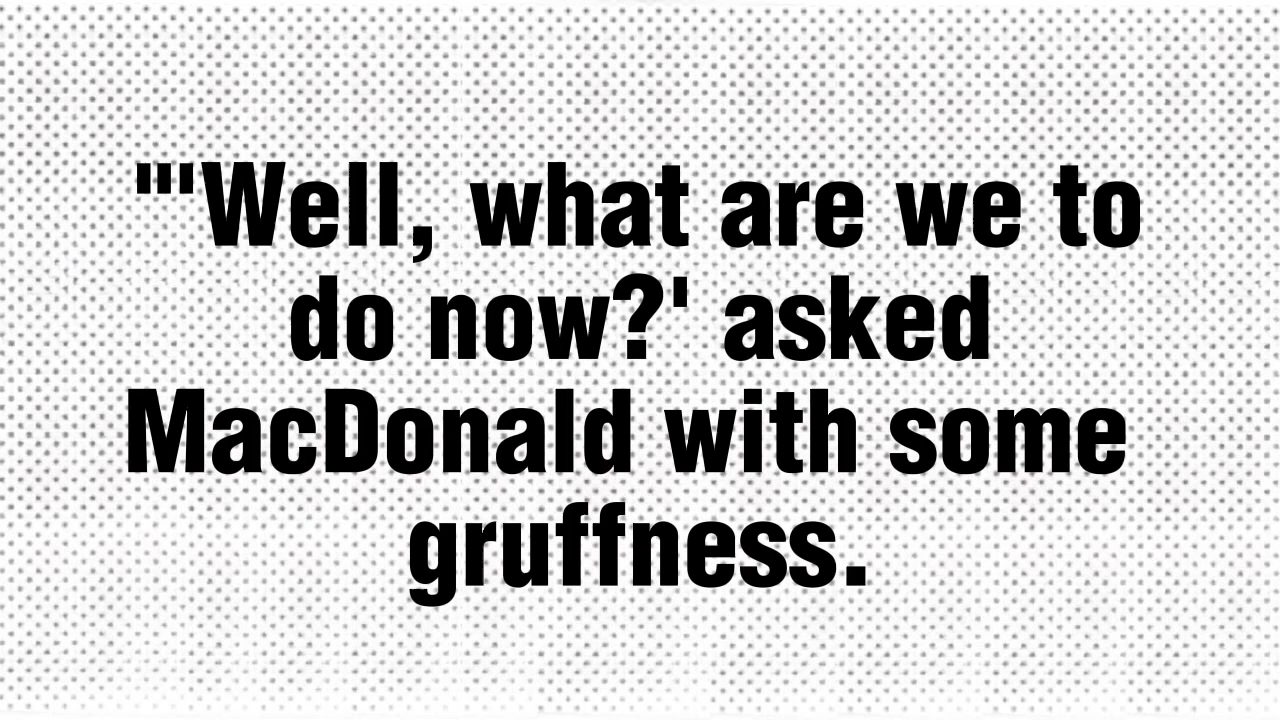 "'Well, what are we to
do now?' asked
MacDonald with some
gruffness.